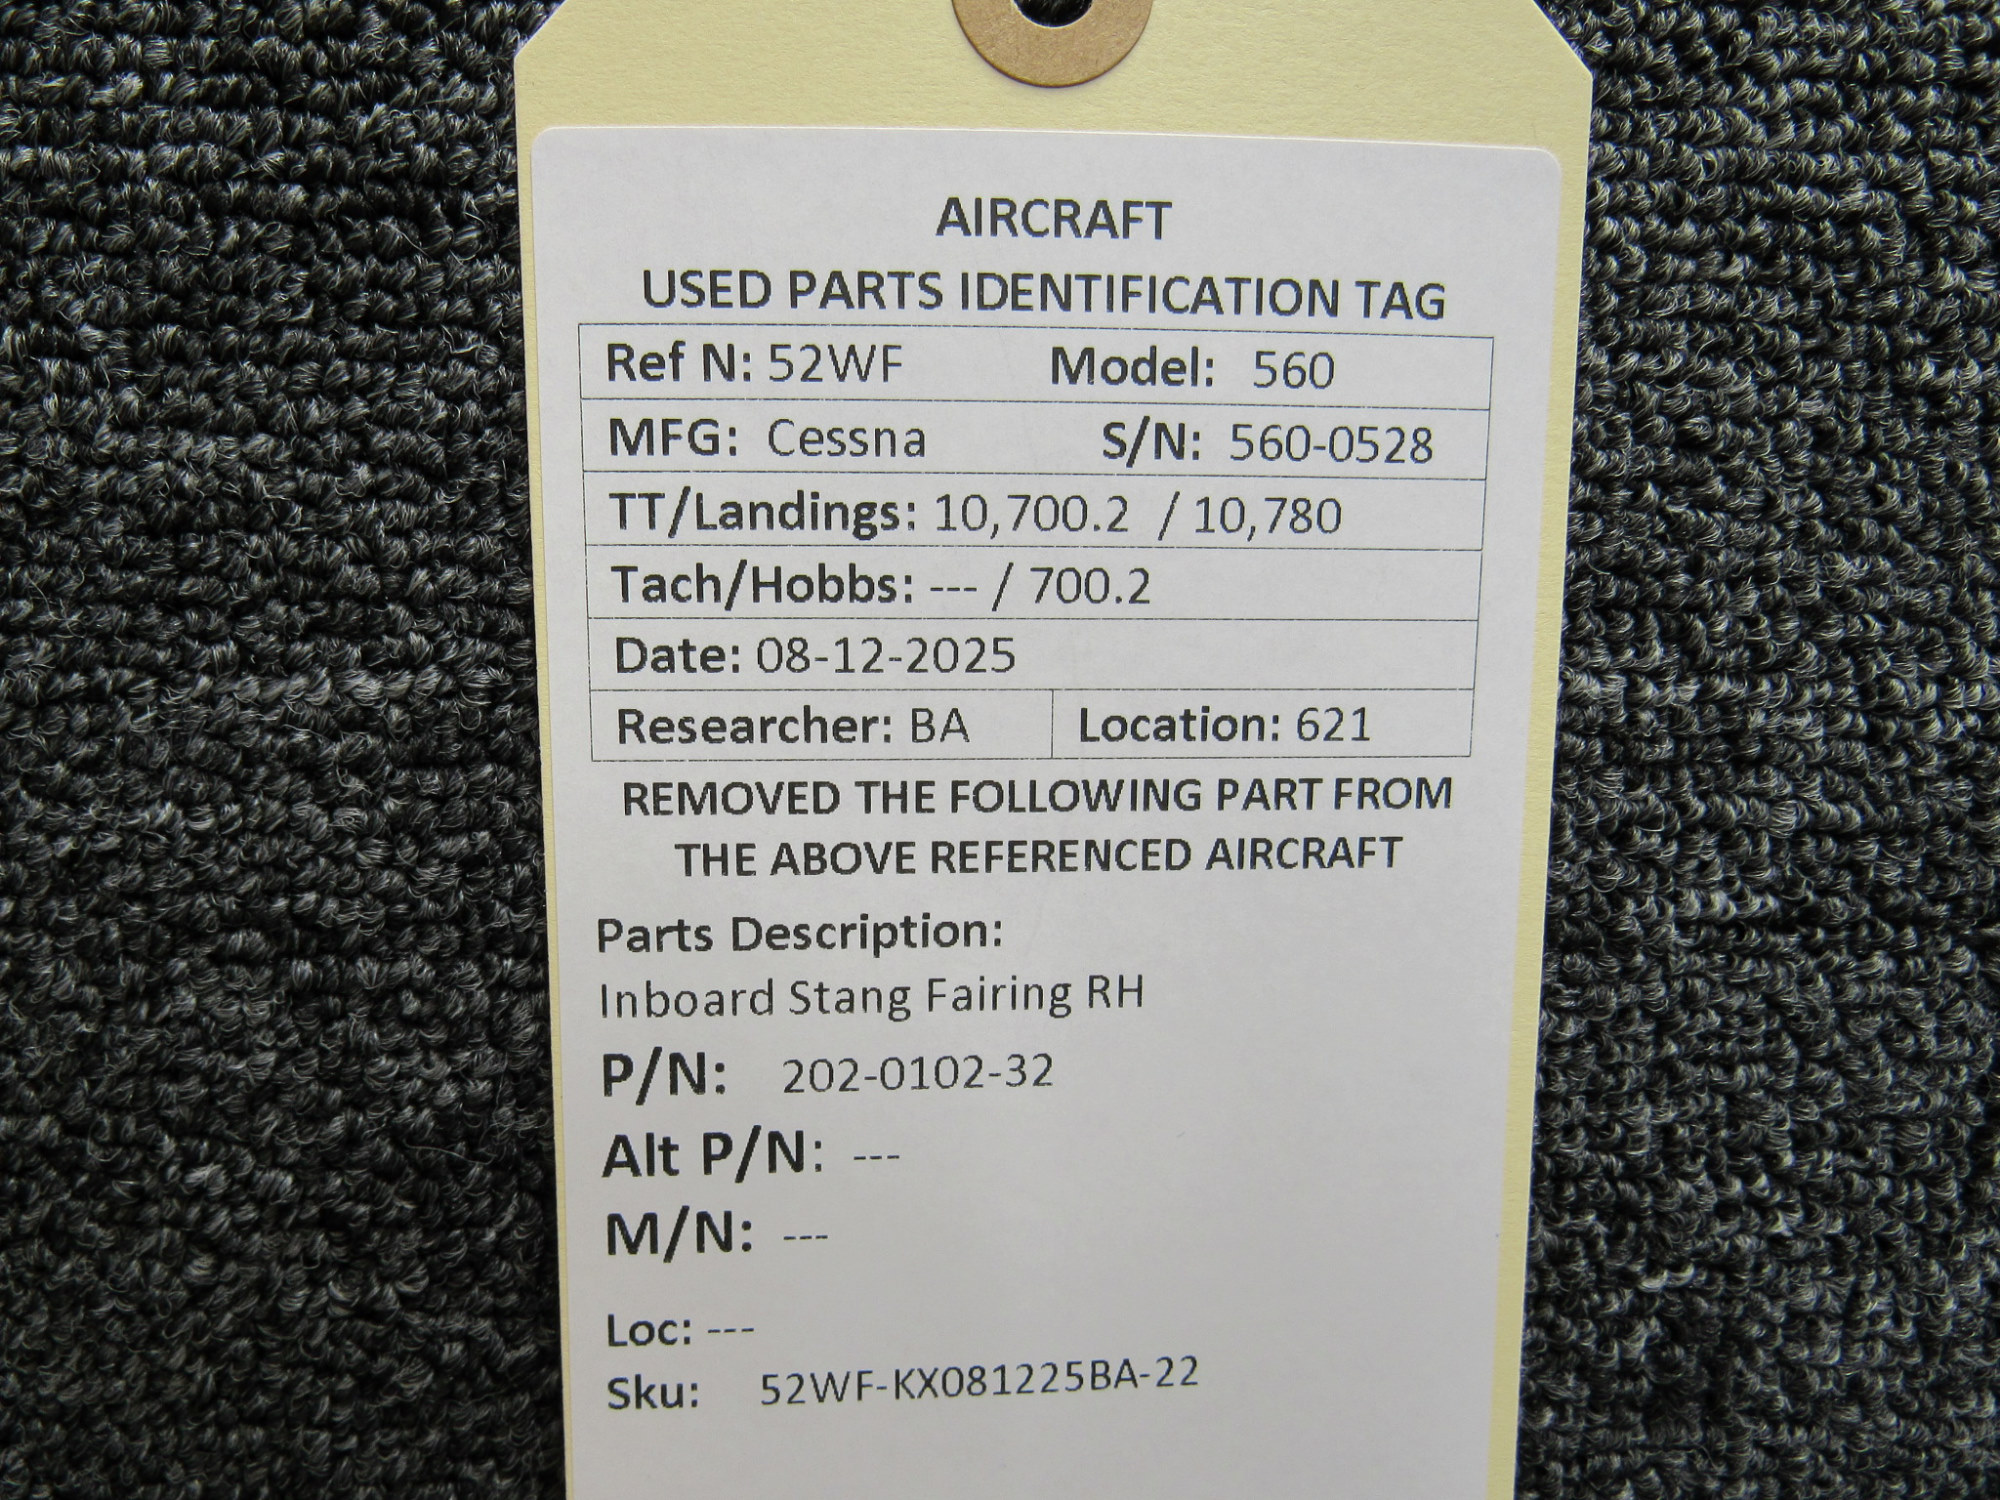 AIRCRAFT
USED PARTS IDENTIFICATION TAG
Ref N: 52WF Model: 560
MFG: Cessna S/N: 560-0528
TT/Landings: 10,700.2 / 10,780
Tach/Hobbs: --- / 700.2
Date: 08-12-2025
Researcher: BA Location: 621
REMOVED THE FOLLOWING PART FROM
THE ABOVE REFERENCED AIRCRAFT
Parts Description:
Inboard Stang Fairing RH
P/N: 202-0102-32
Alt P/N: ---
M/N: ---
Loc: ---
Sku: 52WF-KX081225BA-22